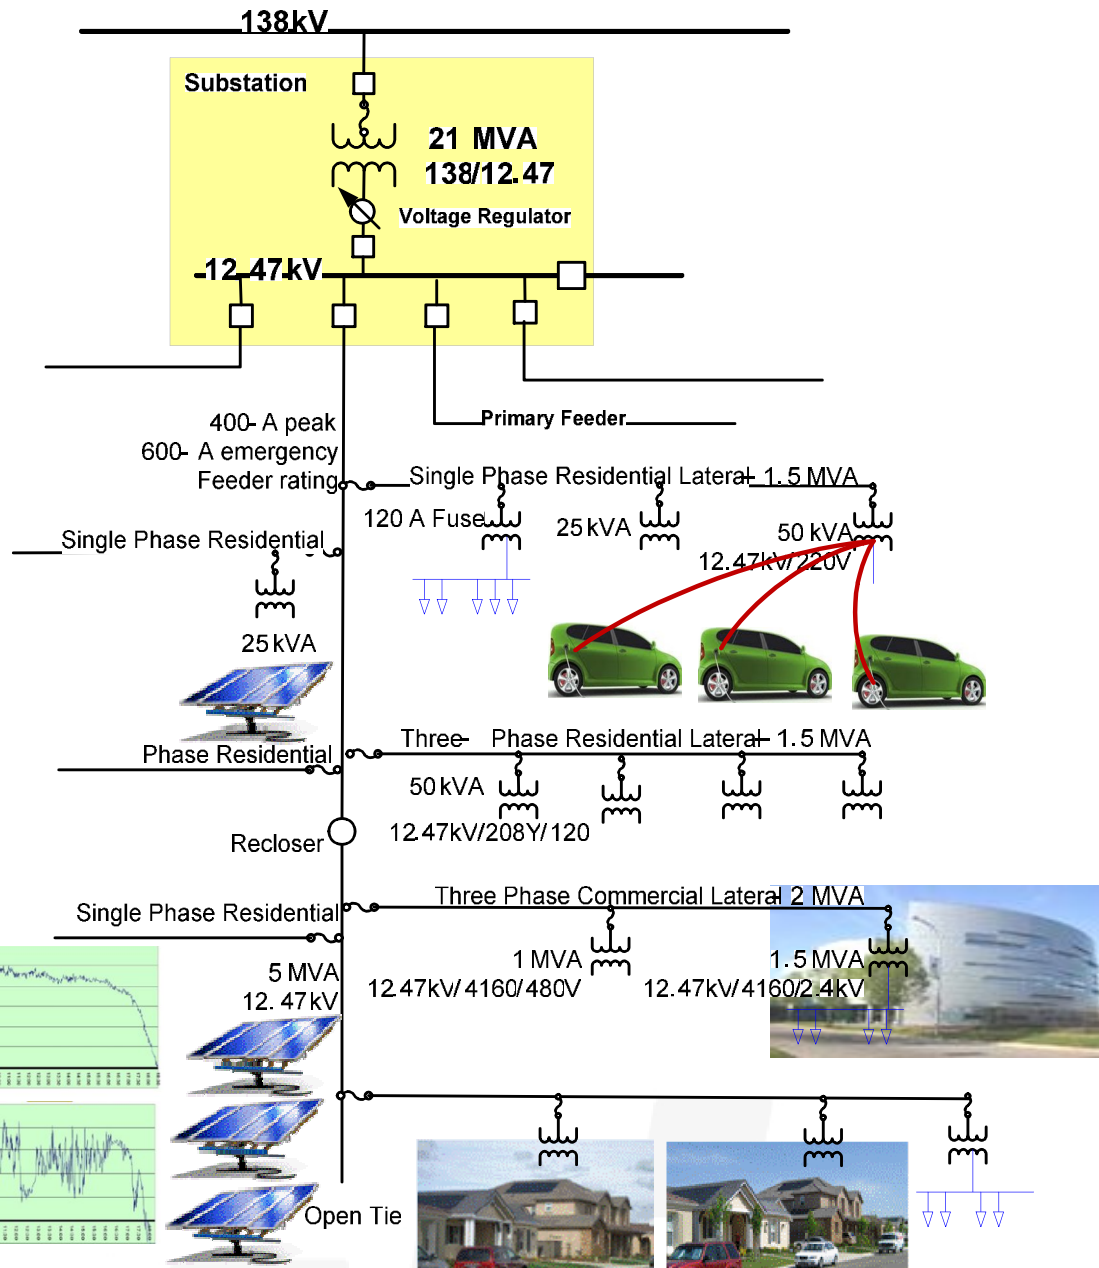 138kV
Substation
21 MVA
138/12.47
Voltage Regulator
12.47kV
400- A peak
600- A emergency
Feeder rating
Primary Feeder
Single Phase Residential Lateral - 1.5 MVA
120 A Fuse
25 kVA
50 kVA
12.47kV/220V
Single Phase Residential
25 kVA
Phase Residential
Three- Phase Residential Lateral - 1.5 MVA
50 kVA
12.47kV/208Y/120
Recloser
Three Phase Commercial Lateral 2 MVA
Single Phase Residential
5 MVA
12.47kV
1 MVA
12.47kV/4160/480V
1.5 MVA
12.47kV/4160/2.4kV
Open Tie